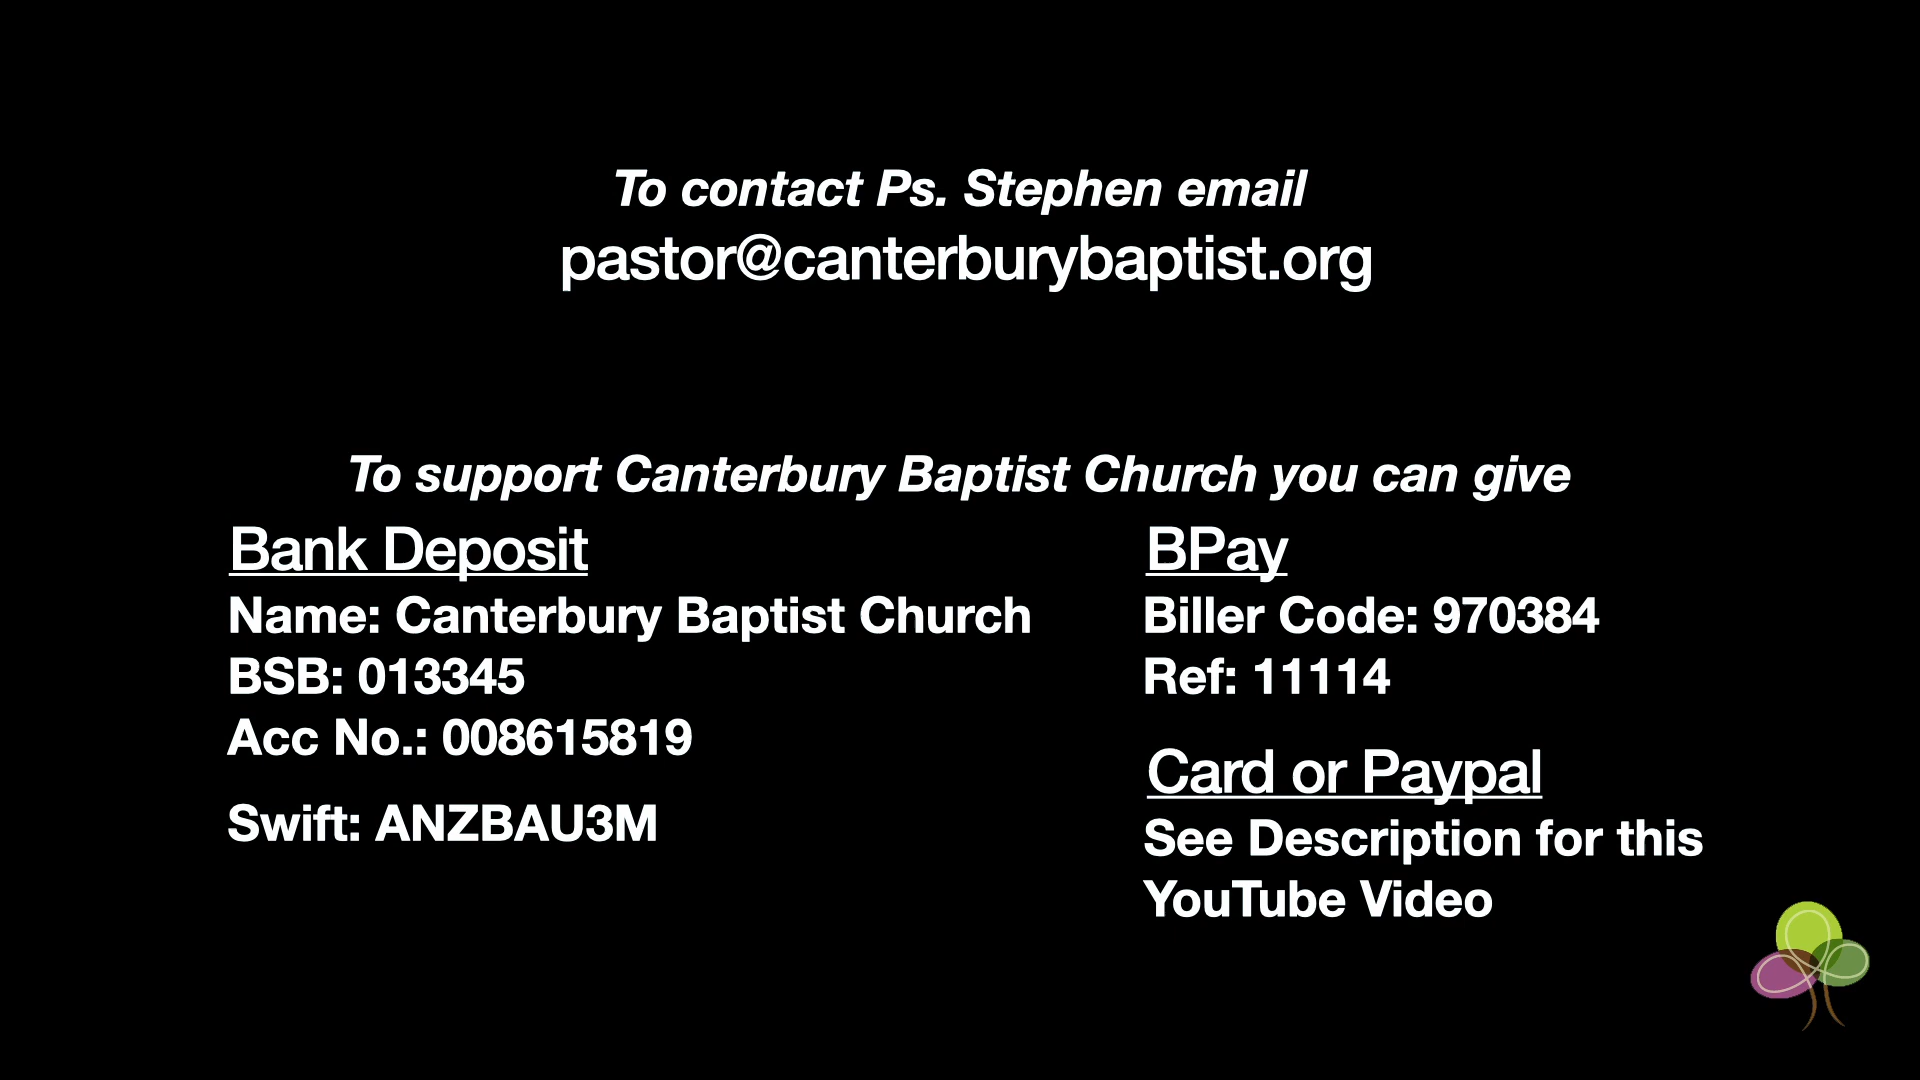 To contact Ps. Stephen email
pastor@canterburybaptist.org
To support Canterbury Baptist Church you can give
Bank Deposit
Name: Canterbury Baptist Church
BSB: 013345
Acc No.: 008615819
Swift: ANZBAU3M
BPay
Biller Code: 970384
Ref: 11114
Card or Paypal
See Description for this
YouTube Video